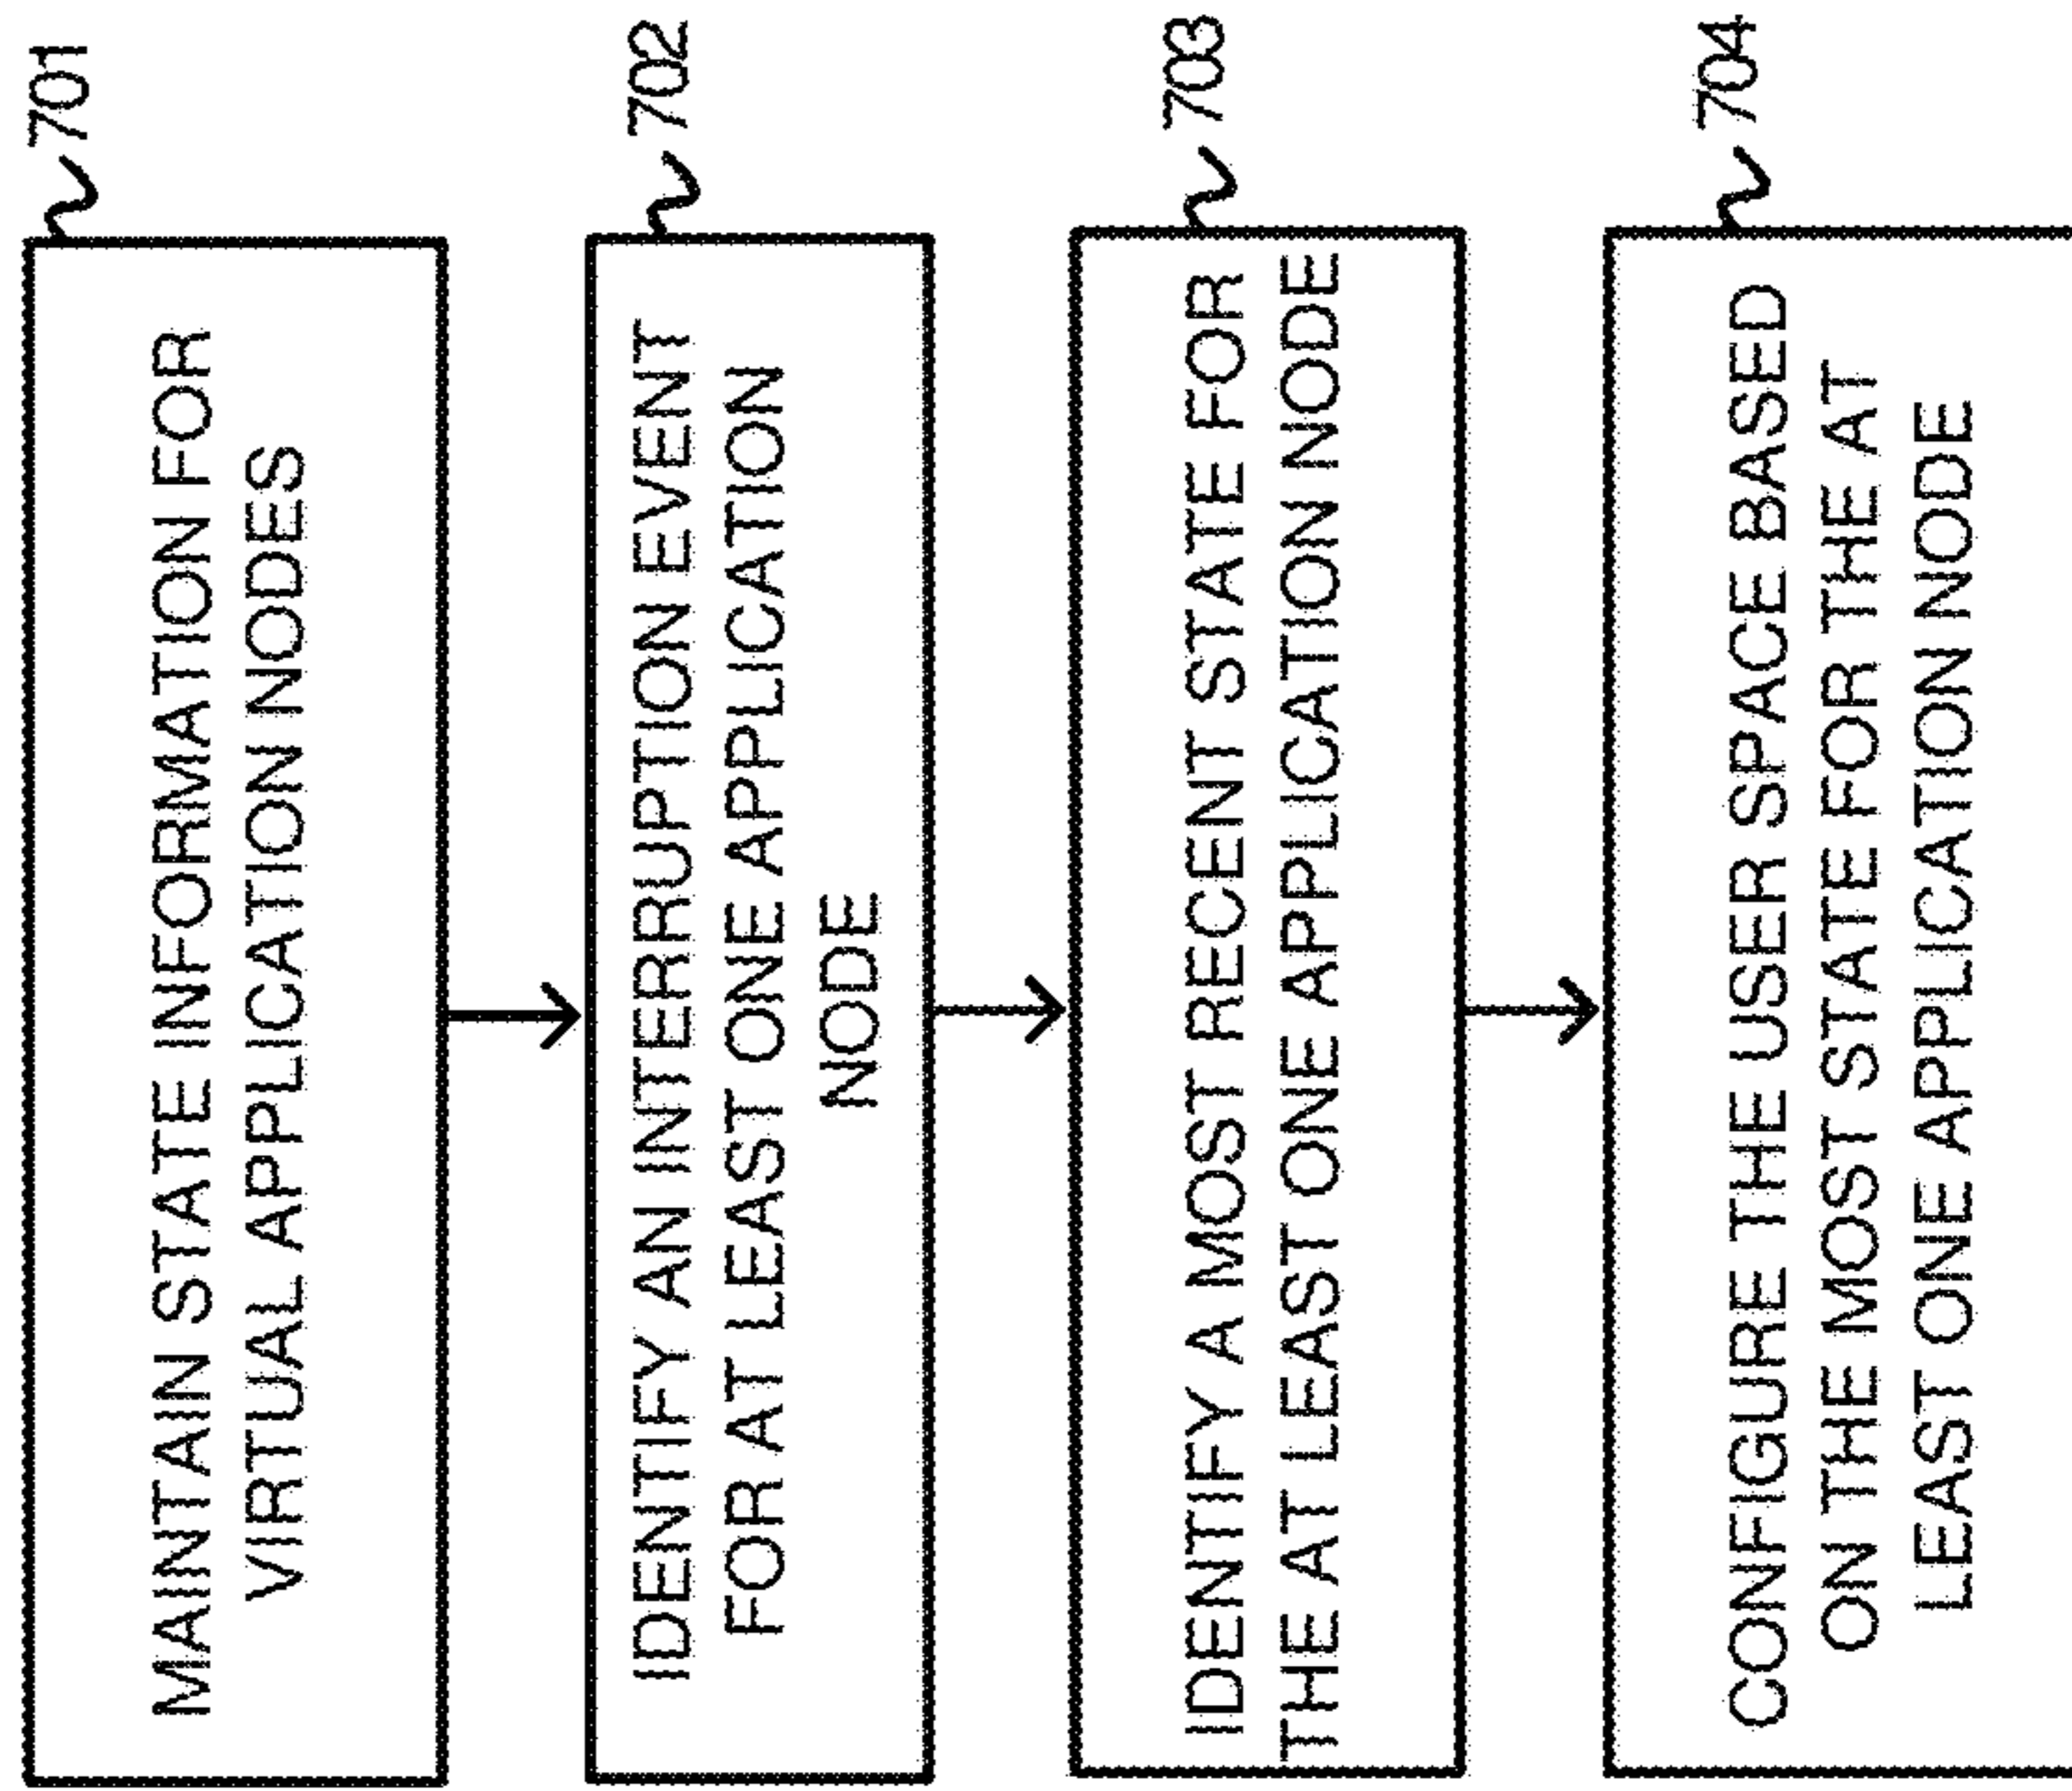 701
MAINTAIN STATE INFORMATION FOR
VIRTUAL APPLICATION NODES
702
IDENTIFY AN INTERRUPTION EVENT
FOR AT LEAST ONE APPLICATION
NODE
703
IDENTIFY A MOST RECENT STATE FOR
THE AT LEAST ONE APPLICATION NODE
704
CONFIGURE THE USER SPACE BASED
ON THE MOST STATE FOR THE AT
LEAST ONE APPLICATION NODE